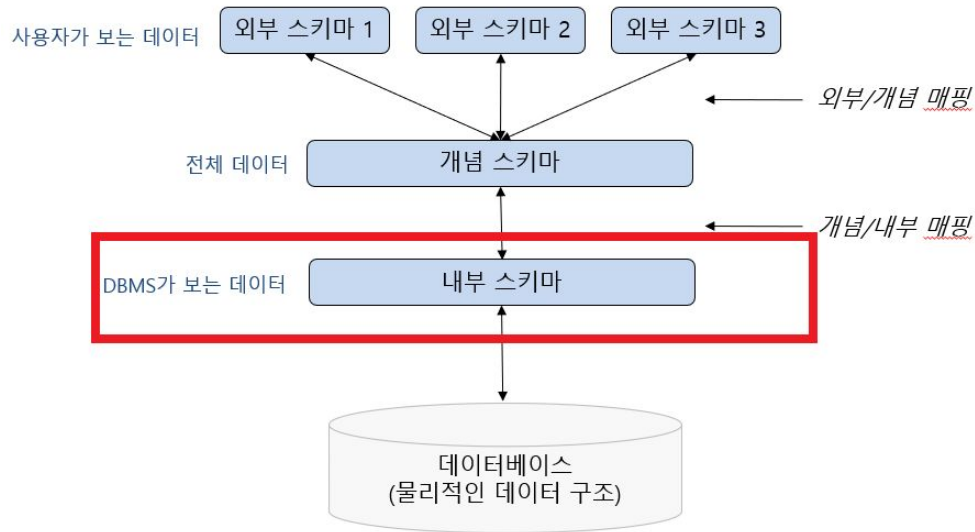 사용자가 보는 데이터
외부 스키마 1
외부 스키마 2
외부 스키마 3
외부/개념 매핑
전체 데이터
개념 스키마
개념/내부 매핑
DBMS가 보는 데이터
내부 스키마
데이터베이스
(물리적인 데이터 구조)